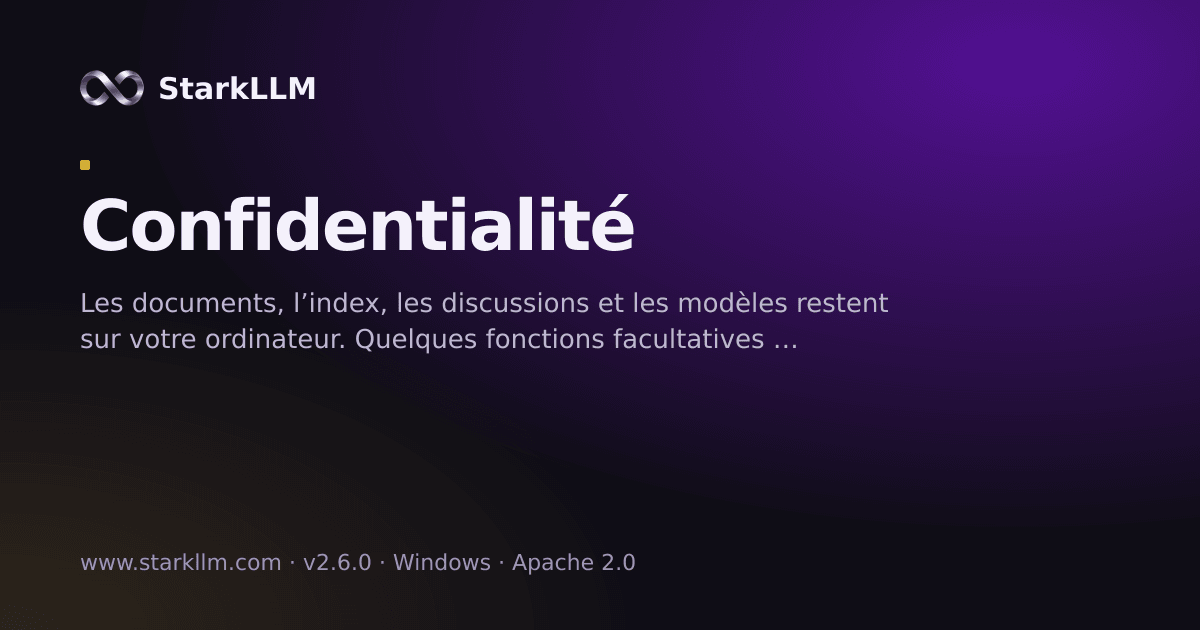 StarkLLM
Confidentialité
Les documents, l’index, les discussions et les modèles restent
sur votre ordinateur. Quelques fonctions facultatives …
www.starkllm.com · v2.6.0 · Windows · Apache 2.0